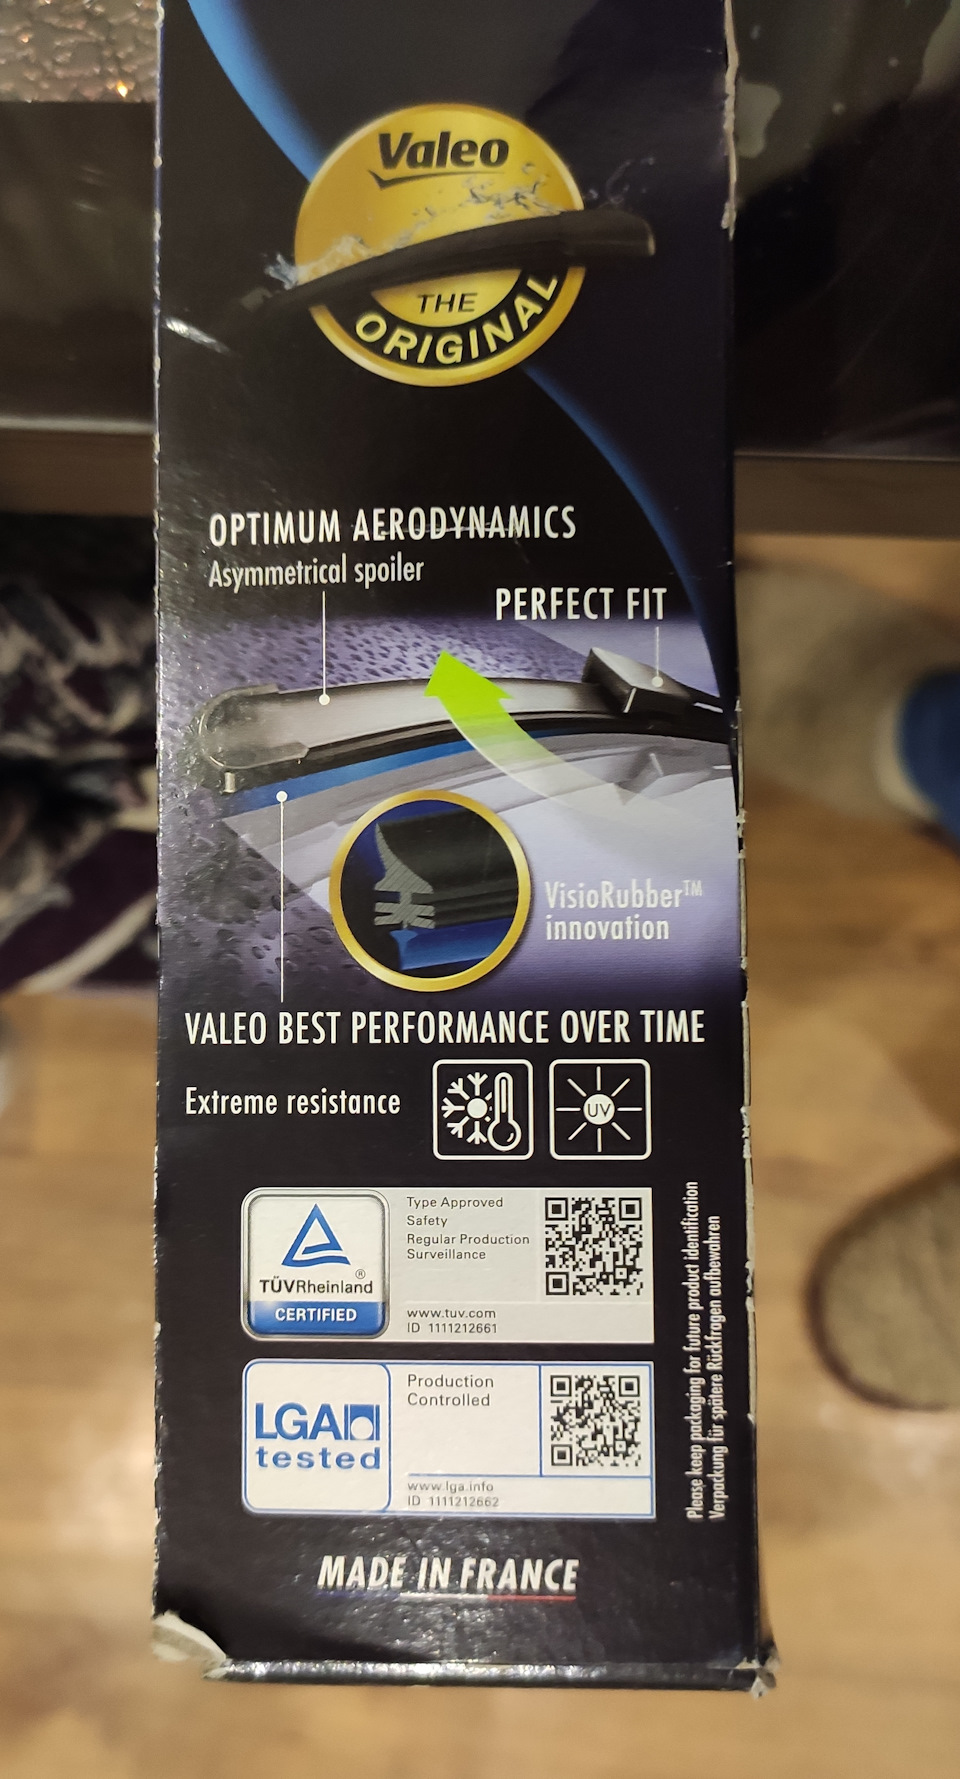 Valeo
THE
ORIGINAL
OPTIMUM AERODYNAMICS
Asymmetrical spoiler
PERFECT FIT
VisioRubber™
innovation
VALEO BEST PERFORMANCE OVER TIME
Extreme resistance
UV
TÜVRheinland®
CERTIFIED
Type Approved
Safety
Regular Production
Surveillance
www.tuv.com
ID 1111212661
LGA
tested
Production
Controlled
www.lga.info
ID 1111212662
Please keep packaging for future product identification
Verpackung für spätere Rückfragen aufbewahren
MADE IN FRANCE